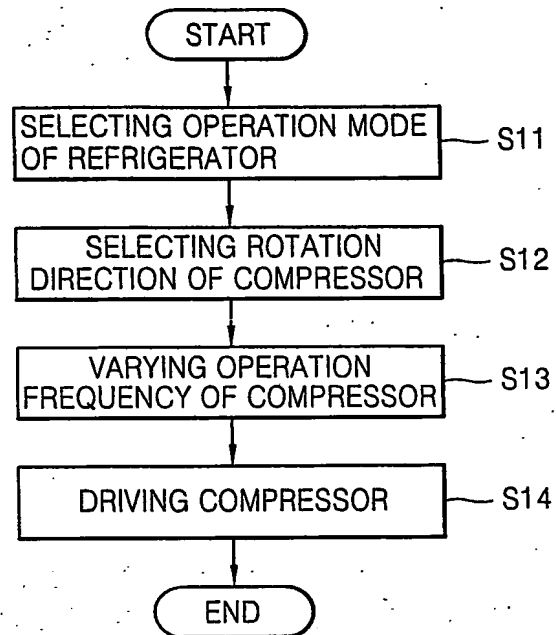 START
SELECTING OPERATION MODE
OF REFRIGERATOR
S11
SELECTING ROTATION
DIRECTION OF COMPRESSOR
S12
VARYING OPERATION
FREQUENCY OF COMPRESSOR
S13
DRIVING COMPRESSOR
S14
END